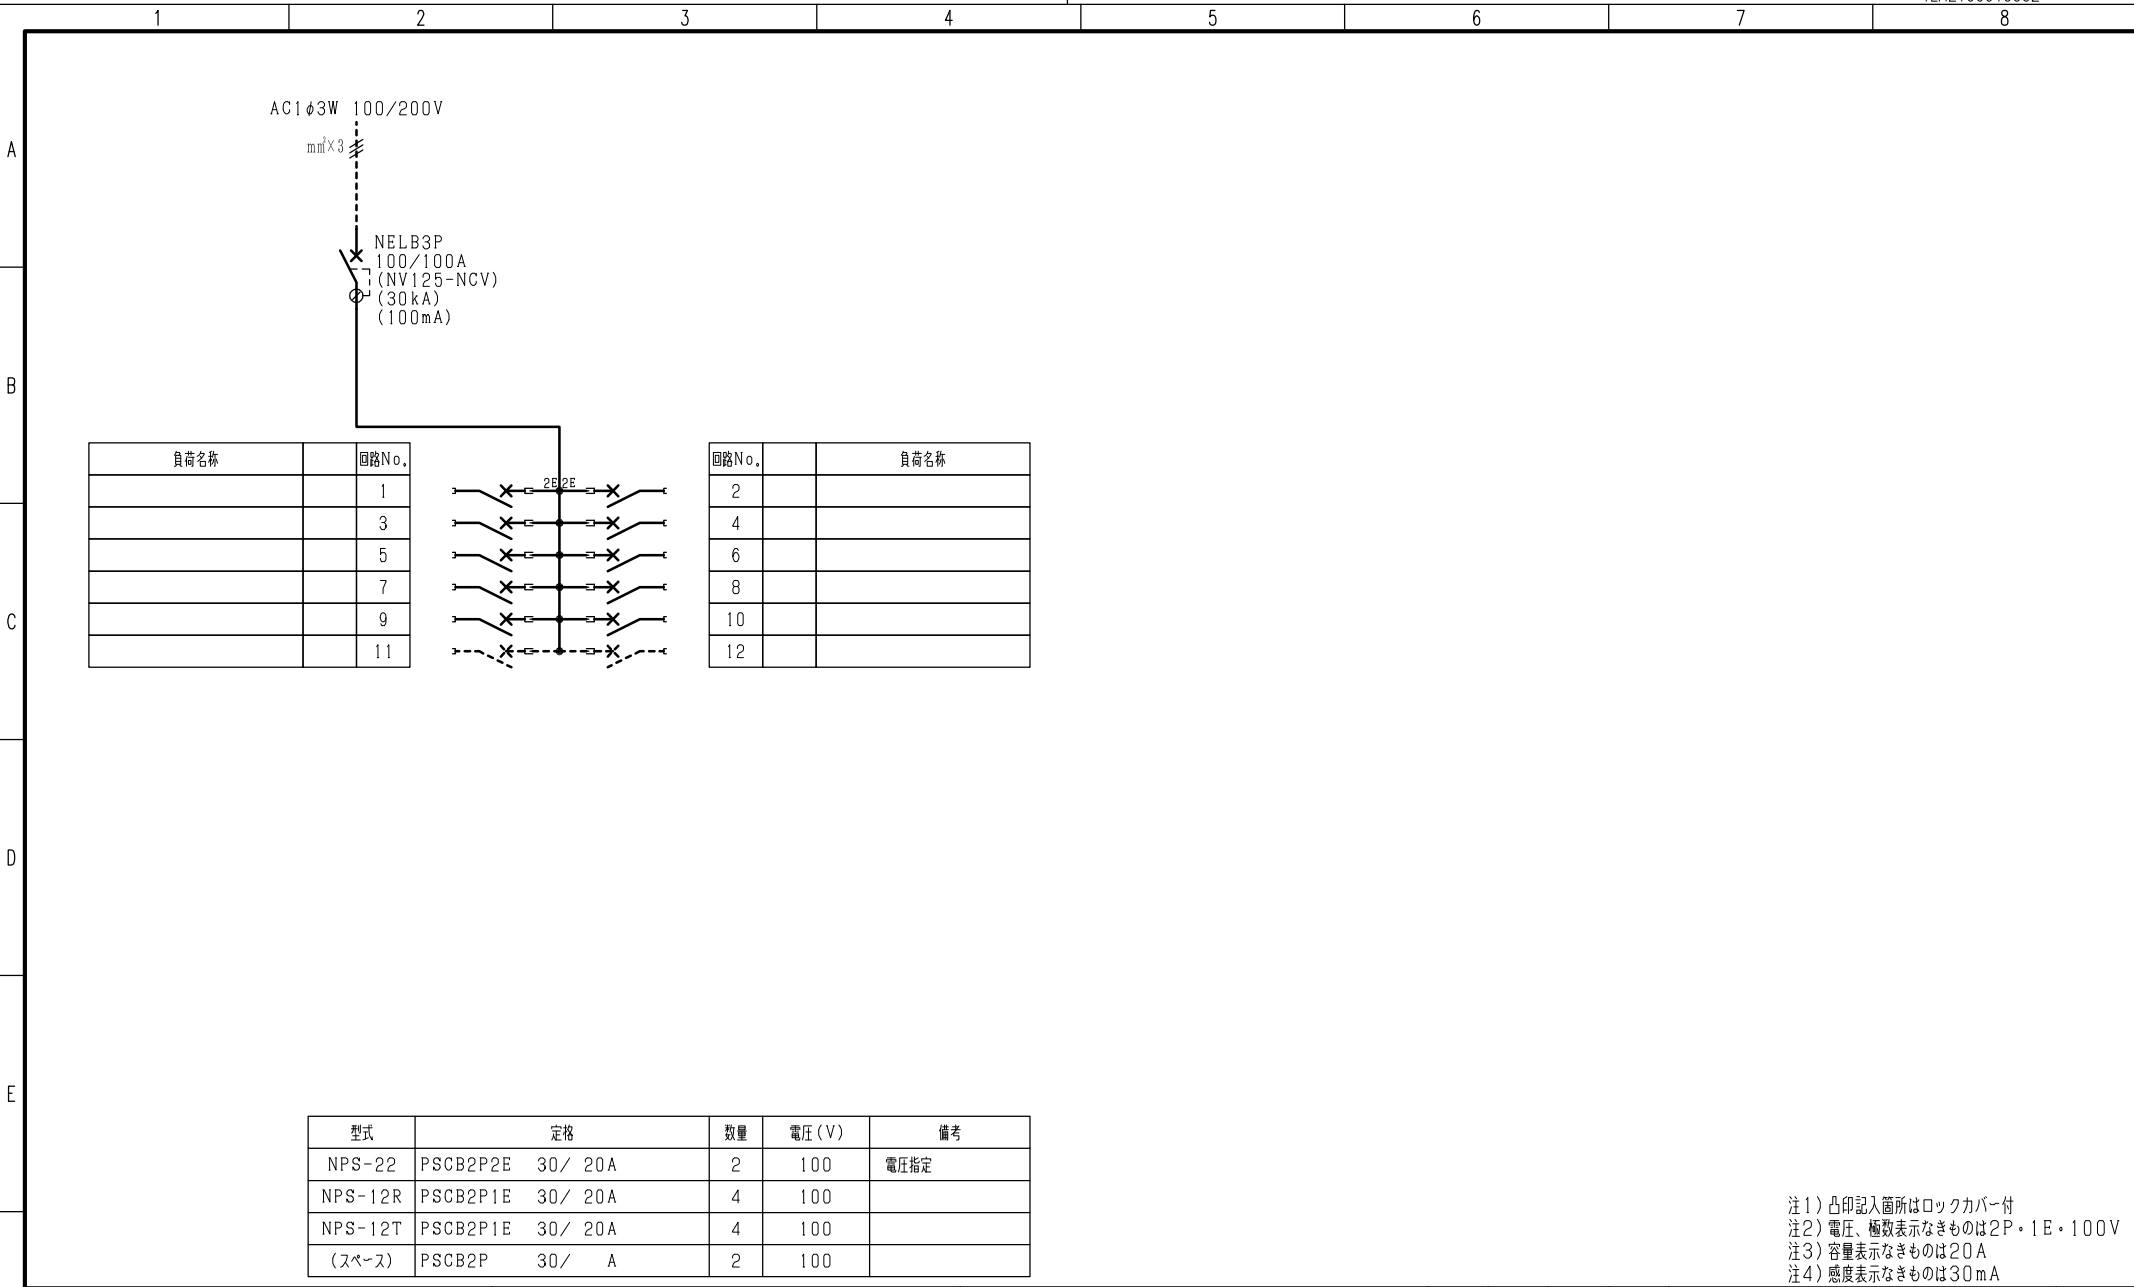 1 2 3 4 5 6 7 8
A
B
C
D
E
AC1φ3W 100/200V
mm²×3
NELB3P
100/100A
(NV125-NCV)
(30kA)
(100mA)
負荷名称 回路No. 回路No. 負荷名称
2E 2E
1 2
3 4
5 6
7 8
9 10
11 12
型式 定格 数量 電圧(V) 備考
NPS-22 PSCB2P2E 30/ 20A 2 100 電圧指定
NPS-12R PSCB2P1E 30/ 20A 4 100
NPS-12T PSCB2P1E 30/ 20A 4 100
(スペース) PSCB2P 30/ A 2 100
注1)凸印記入箇所はロックカバー付
注2)電圧、極数表示なきものは2P・1E・100V
注3)容量表示なきものは20A
注4)感度表示なきものは30mA